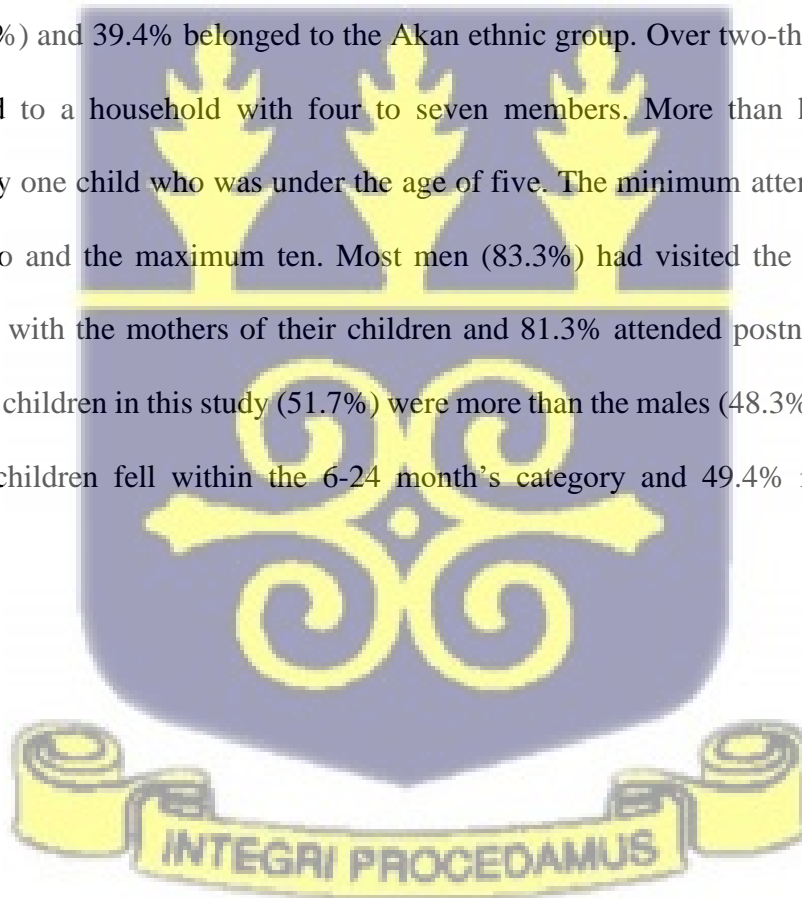 %) and 39.4% belonged to the Akan ethnic group. Over two-th
d to a household with four to seven members. More than
y one child who was under the age of five. The minimum atter
o and the maximum ten. Most men (83.3%) had visited the
with the mothers of their children and 81.3% attended postn
children in this study (51.7%) were more than the males (48.3%
children fell within the 6-24 month's category and 49.4%
INTEGRI PROCEDAMUS